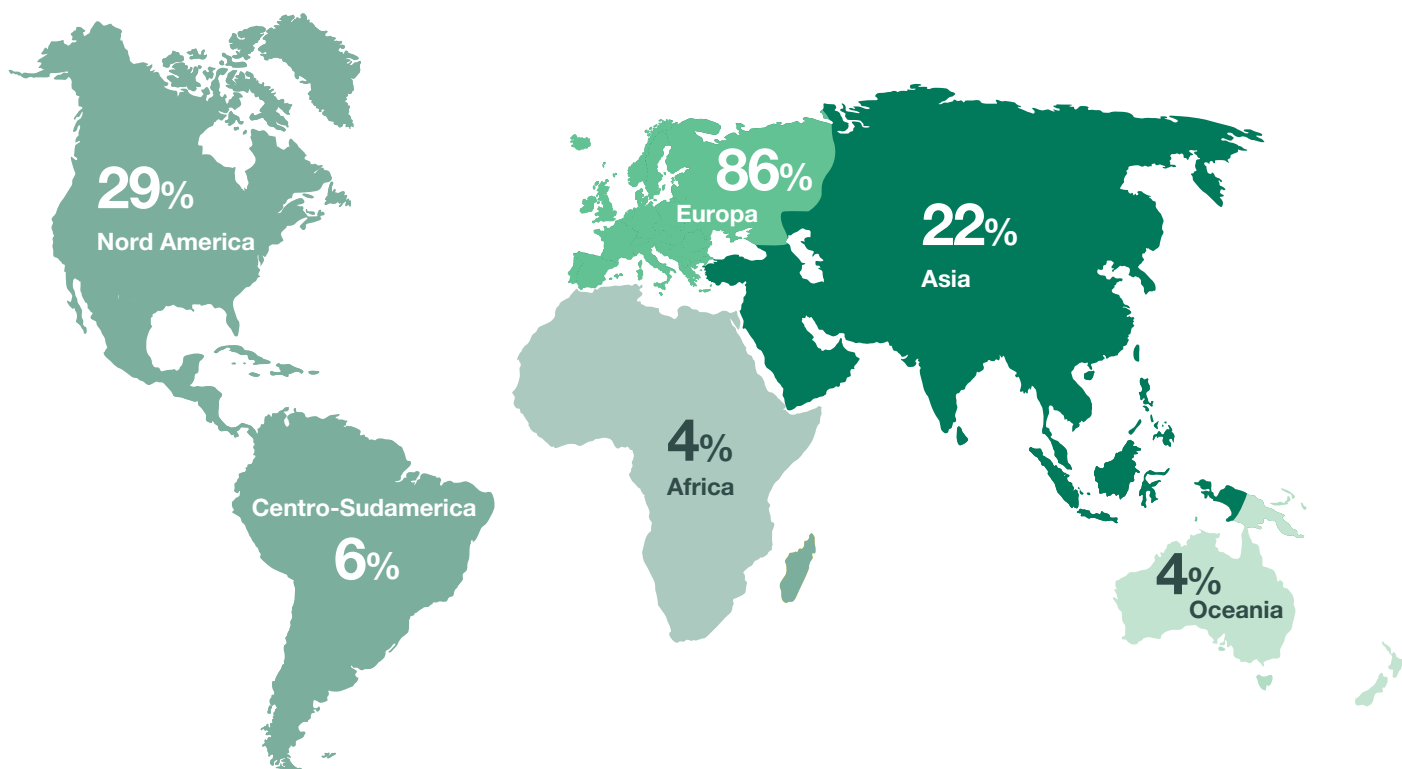 29%
Nord America
Centro-Sudamerica
6%
86%
Europa
4%
Africa
22%
Asia
4%
Oceania